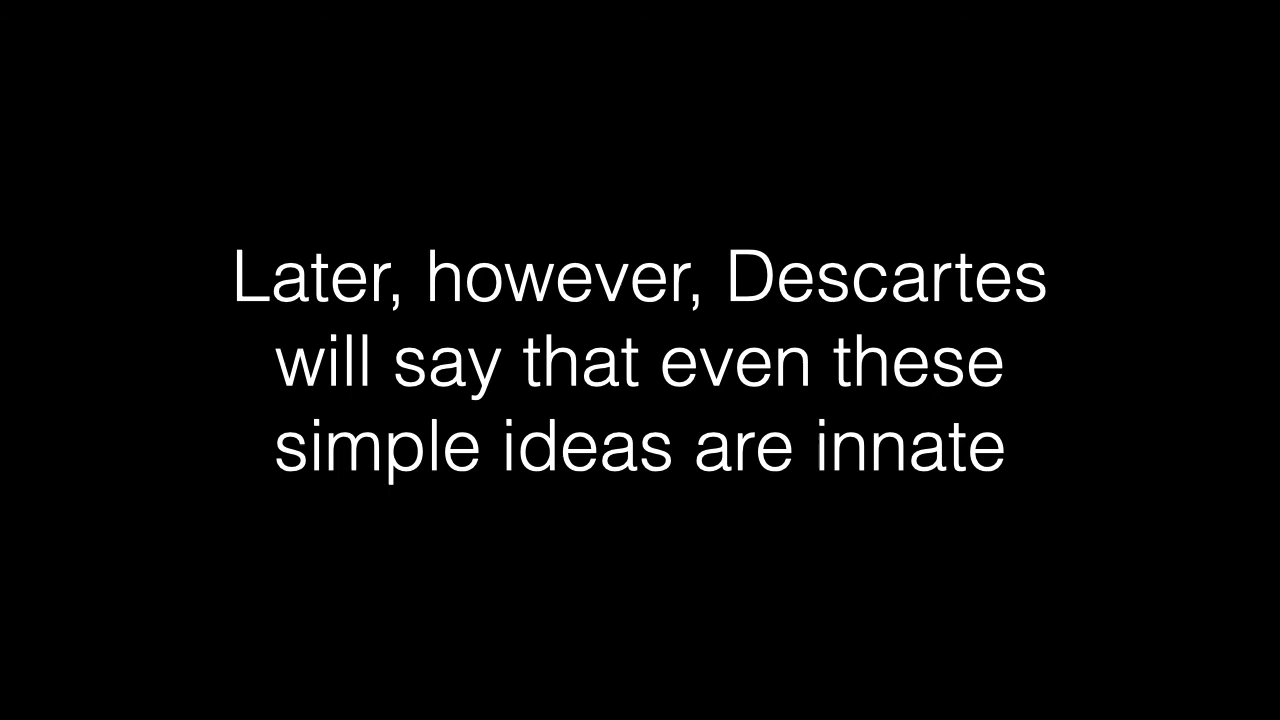 Later, however, Descartes
will say that even these
simple ideas are innate